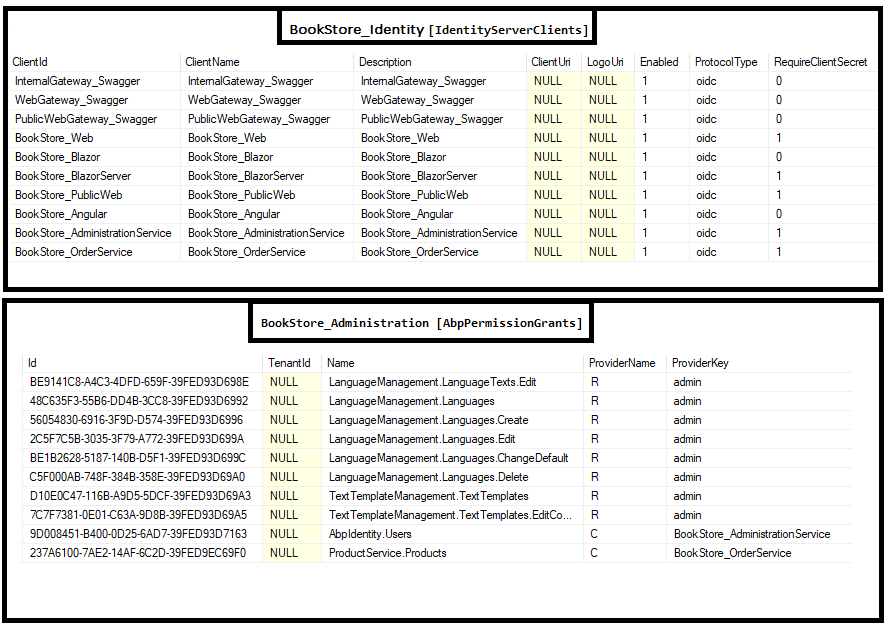 BookStore_Identity [IdentityServerClients]
ClientId ClientName Description ClientUri LogoUri Enabled ProtocolType RequireClientSecret
InternalGateway_Swagger InternalGateway_Swagger InternalGateway_Swagger NULL NULL 1 oidc 0
WebGateway_Swagger WebGateway_Swagger WebGateway_Swagger NULL NULL 1 oidc 0
PublicWebGateway_Swagger PublicWebGateway_Swagger PublicWebGateway_Swagger NULL NULL 1 oidc 0
BookStore_Web BookStore_Web BookStore_Web NULL NULL 1 oidc 1
BookStore_Blazor BookStore_Blazor BookStore_Blazor NULL NULL 1 oidc 0
BookStore_BlazorServer BookStore_BlazorServer BookStore_BlazorServer NULL NULL 1 oidc 1
BookStore_PublicWeb BookStore_PublicWeb BookStore_PublicWeb NULL NULL 1 oidc 1
BookStore_Angular BookStore_Angular BookStore_Angular NULL NULL 1 oidc 0
BookStore_AdministrationService BookStore_AdministrationService BookStore_AdministrationService NULL NULL 1 oidc 1
BookStore_OrderService BookStore_OrderService BookStore_OrderService NULL NULL 1 oidc 1
BookStore_Administration [AbpPermissionGrants]
Id TenantId Name ProviderName ProviderKey
BE9141C8-A4C3-4DFD-659F-39FED93D698E NULL LanguageManagement.LanguageTexts.Edit R admin
48C635F3-55B6-DD4B-3CC8-39FED93D6992 NULL LanguageManagement.Languages R admin
56054830-6916-3F9D-D574-39FED93D6996 NULL LanguageManagement.Languages.Create R admin
2C5F7C5B-3035-3F79-A772-39FED93D699A NULL LanguageManagement.Languages.Edit R admin
BE1B2628-5187-140B-D5F1-39FED93D699C NULL LanguageManagement.Languages.ChangeDefault R admin
C5F000AB-748F-384B-358E-39FED93D69A0 NULL LanguageManagement.Languages.Delete R admin
D10E0C47-116B-A9D5-5DCF-39FED93D69A3 NULL TextTemplateManagement.TextTemplates R admin
7C7F7381-0E01-C63A-9D8B-39FED93D69A5 NULL TextTemplateManagement.TextTemplates.EditCo... R admin
9D008451-B400-0D25-6AD7-39FED93D7163 NULL AbpIdentity.Users C BookStore_AdministrationService
237A6100-7AE2-14AF-6C2D-39FED9EC69F0 NULL ProductService.Products C BookStore_OrderService